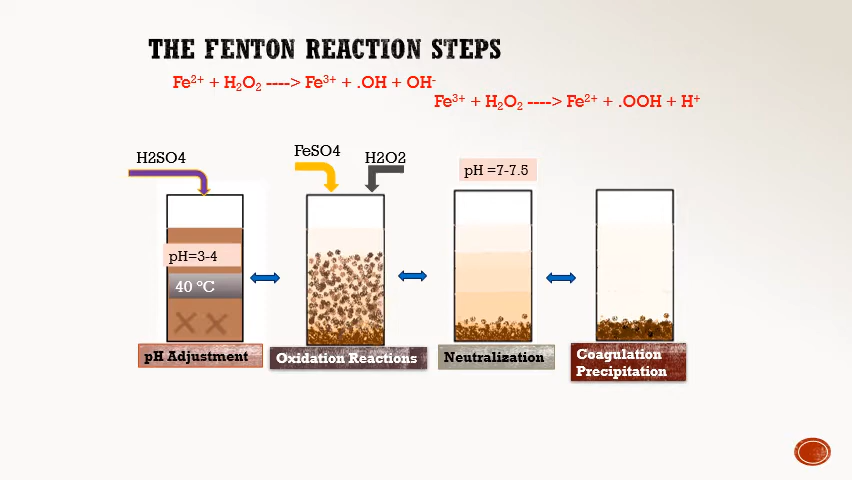 THE FENTON REACTION STEPS
Fe²⁺ + H₂O₂ ----> Fe³⁺ + .OH + OH⁻
Fe³⁺ + H₂O₂ ----> Fe²⁺ + .OOH + H⁺
H2SO4
FeSO4
H2O2
pH =7-7.5
pH=3-4
40 °C
pH Adjustment
Oxidation Reactions
Neutralization
Coagulation
Precipitation